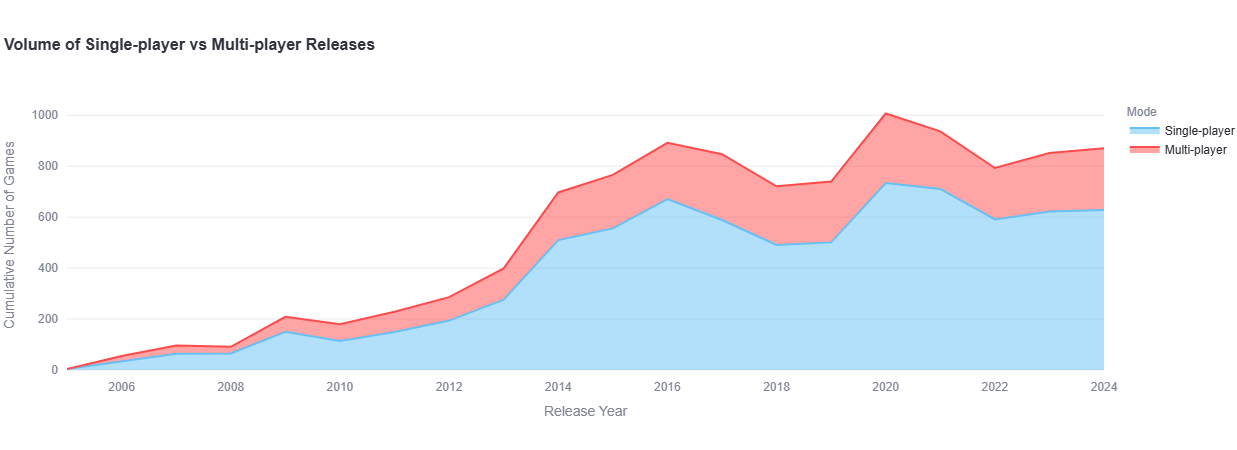 Volume of Single-player vs Multi-player Releases
Cumulative Number of Games
1000
800
600
400
200
0
2006 2008 2010 2012 2014 2016 2018 2020 2022 2024
Release Year
Mode
Single-player
Multi-player